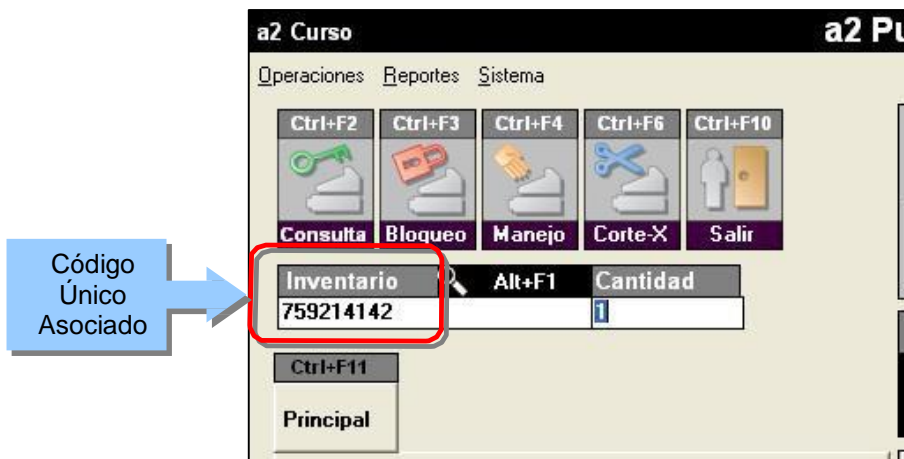 a2 Curso
a2 Pu
Operaciones Reportes Sistema
Ctrl+F2 Ctrl+F3 Ctrl+F4 Ctrl+F6 Ctrl+F10
Consulta Bloqueo Manejo Corte-X Salir
Código
Único
Asociado
Inventario Alt+F1 Cantidad
759214142 1
Ctrl+F11
Principal